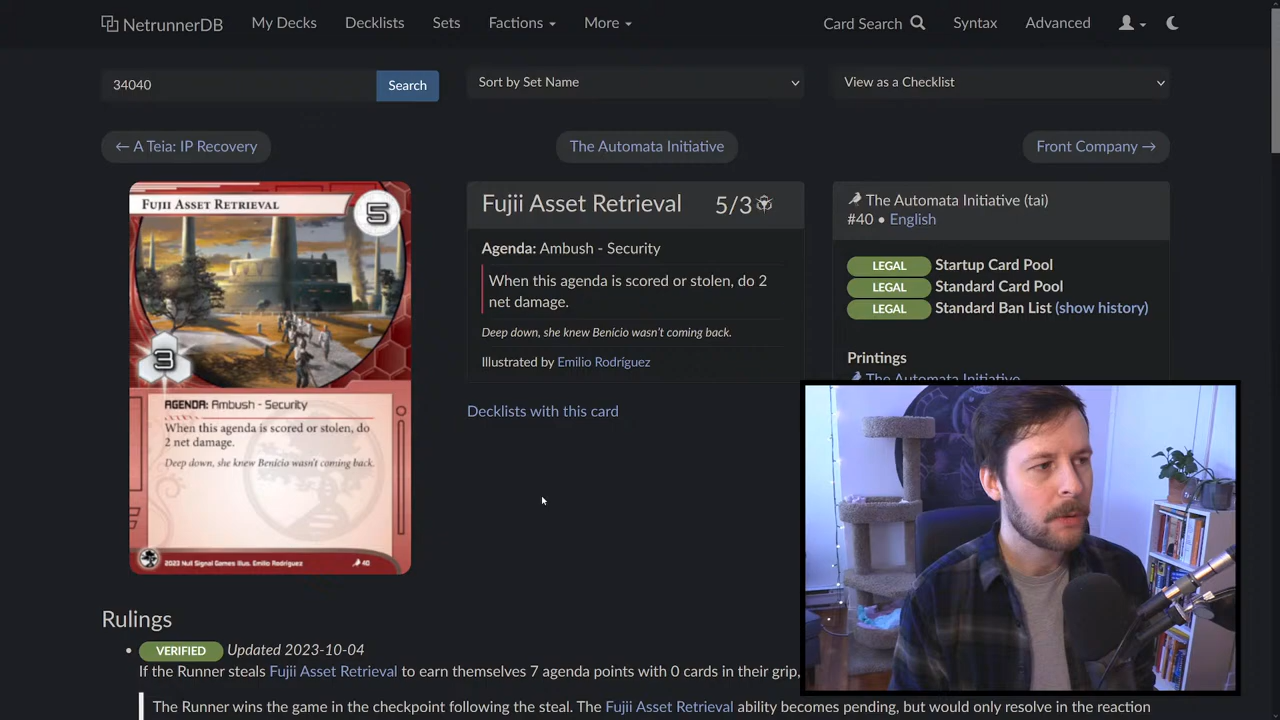 NetrunnerDB My Decks Decklists Sets Factions More Card Search Syntax Advanced
34040 Search Sort by Set Name View as a Checklist
← A Teia: IP Recovery The Automata Initiative Front Company →
FUJII ASSET RETRIEVAL
5
3
AGENDA: Ambush - Security
When this agenda is scored or stolen, do
2 net damage.
Deep down, she knew Benício wasn't coming back.
2023 Null Signal Games Illus. Emilio Rodríguez 40
Fujii Asset Retrieval 5/3
Agenda: Ambush - Security
When this agenda is scored or stolen, do 2
net damage.
Deep down, she knew Benício wasn't coming back.
Illustrated by Emilio Rodríguez
Decklists with this card
The Automata Initiative (tai)
#40 • English
LEGAL Startup Card Pool
LEGAL Standard Card Pool
LEGAL Standard Ban List (show history)
Printings
The Automata Initiative
Rulings
• VERIFIED Updated 2023-10-04
If the Runner steals Fujii Asset Retrieval to earn themselves 7 agenda points with 0 cards in their grip,
The Runner wins the game in the checkpoint following the steal. The Fujii Asset Retrieval ability becomes pending, but would only resolve in the reaction